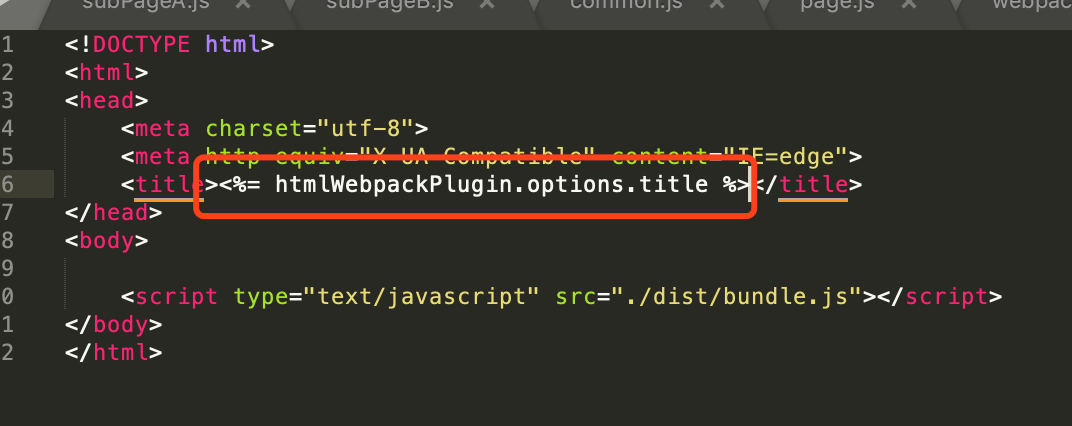 subPageA.js × subPageB.js × common.js × page.js × webpac
1 <!DOCTYPE html>
2 <html>
3 <head>
4 <meta charset="utf-8">
5 <meta http-equiv="X-UA-Compatible" content="IE=edge">
6 <title><%= htmlWebpackPlugin.options.title %></title>
7 </head>
8 <body>
9
0 <script type="text/javascript" src="./dist/bundle.js"></script>
1 </body>
2 </html>